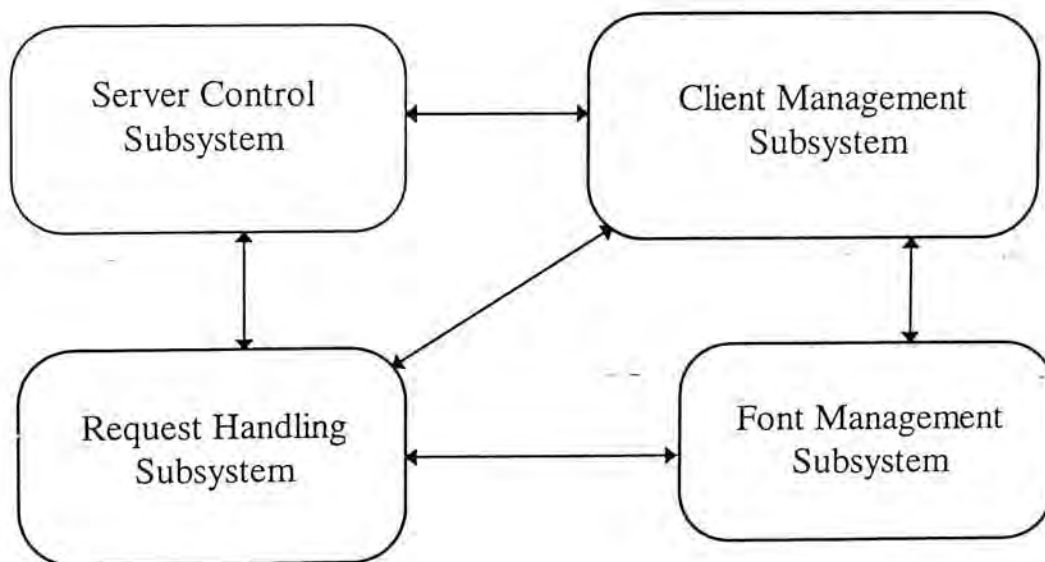 Server Control
Subsystem
Client Management
Subsystem
Request Handling
Subsystem
Font Management
Subsystem